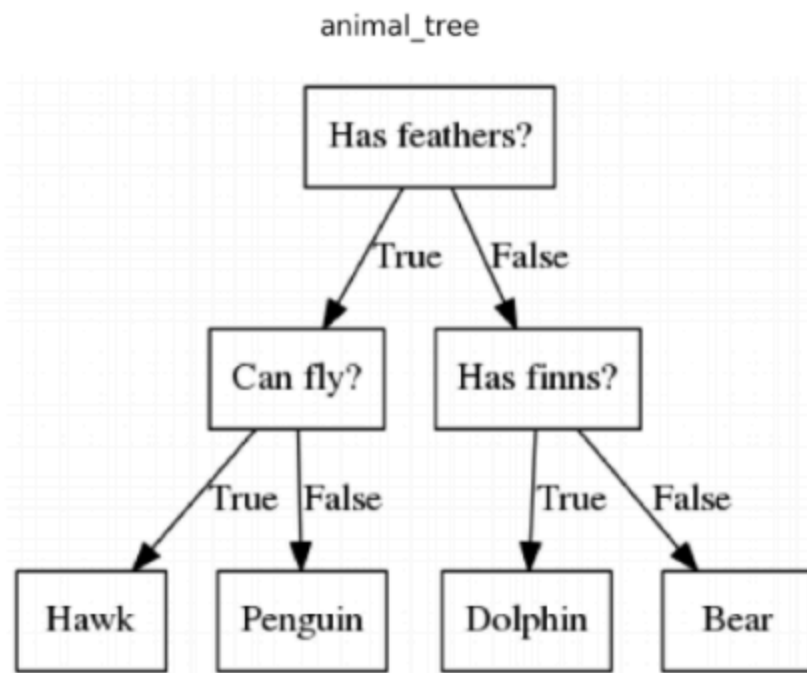 animal_tree
Has feathers?
True
False
Can fly?
Has finns?
True
False
True
False
Hawk
Penguin
Dolphin
Bear